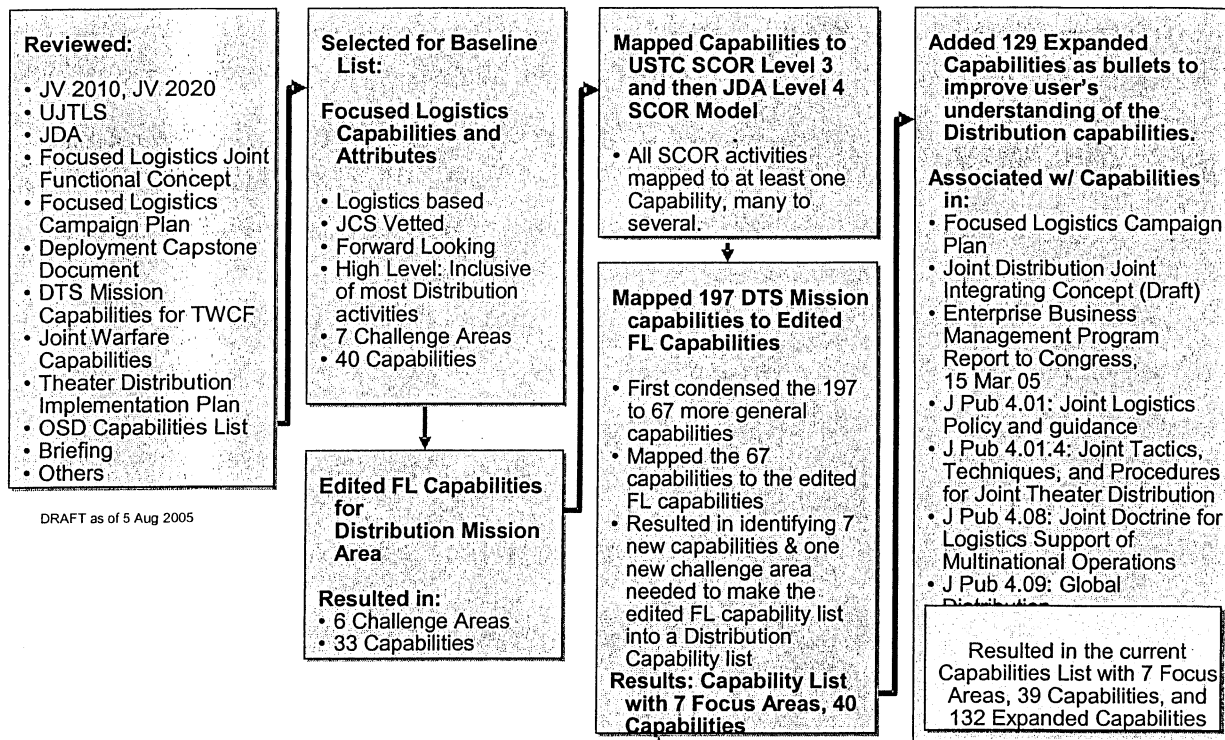 Reviewed:
• JV 2010, JV 2020
• UJTLS
• JDA
• Focused Logistics Joint
Functional Concept
• Focused Logistics
Campaign Plan
• Deployment Capstone
Document
• DTS Mission
Capabilities for TWCF
• Joint Warfare
Capabilities
• Theater Distribution
Implementation Plan
• OSD Capabilities List
• Briefing
• Others
DRAFT as of 5 Aug 2005
Selected for Baseline
List:
Focused Logistics
Capabilities and
Attributes
• Logistics based
• JCS Vetted
• Forward Looking
• High Level: Inclusive
of most Distribution
activities
• 7 Challenge Areas
• 40 Capabilities
Edited FL Capabilities
for
Distribution Mission
Area
Resulted in:
• 6 Challenge Areas
• 33 Capabilities
Mapped Capabilities to
USTC SCOR Level 3
and then JDA Level 4
SCOR Model
• All SCOR activities
mapped to at least one
Capability, many to
several.
Mapped 197 DTS Mission
capabilities to Edited
FL Capabilities
• First condensed the 197
to 67 more general
capabilities
• Mapped the 67
capabilities to the edited
FL capabilities
• Resulted in identifying 7
new capabilities & one
new challenge area
needed to make the
edited FL capability list
into a Distribution
Capability list
Results: Capability List
with 7 Focus Areas, 40
Capabilities
Added 129 Expanded
Capabilities as bullets to
improve user's
understanding of the
Distribution capabilities.
Associated w/ Capabilities
in:
• Focused Logistics Campaign
Plan
• Joint Distribution Joint
Integrating Concept (Draft)
• Enterprise Business
Management Program
Report to Congress,
15 Mar 05
• J Pub 4.01: Joint Logistics
Policy and guidance
• J Pub 4.01.4: Joint Tactics,
Techniques, and Procedures
for Joint Theater Distribution
• J Pub 4.08: Joint Doctrine for
Logistics Support of
Multinational Operations
• J Pub 4.09: Global
Distribution
Resulted in the current
Capabilities List with 7 Focus
Areas, 39 Capabilities, and
132 Expanded Capabilities